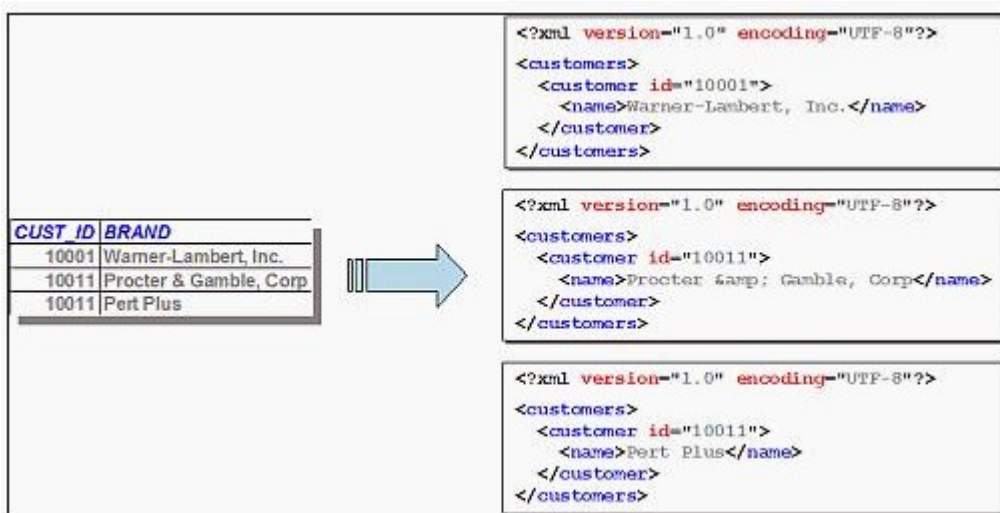 <?xml version="1.0" encoding="UTF-8"?>
<customers>
<customer id="10001">
<name>Warner-Lambert, Inc.</name>
</customer>
</customers>
CUST_ID BRAND
10001 Warner-Lambert, Inc.
10011 Procter & Gamble, Corp
10011 Pert Plus
<?xml version="1.0" encoding="UTF-8"?>
<customers>
<customer id="10011">
<name>Procter &amp; Gamble, Corp</name>
</customer>
</customers>
<?xml version="1.0" encoding="UTF-8"?>
<customers>
<customer id="10011">
<name>Pert Plus</name>
</customer>
</customers>